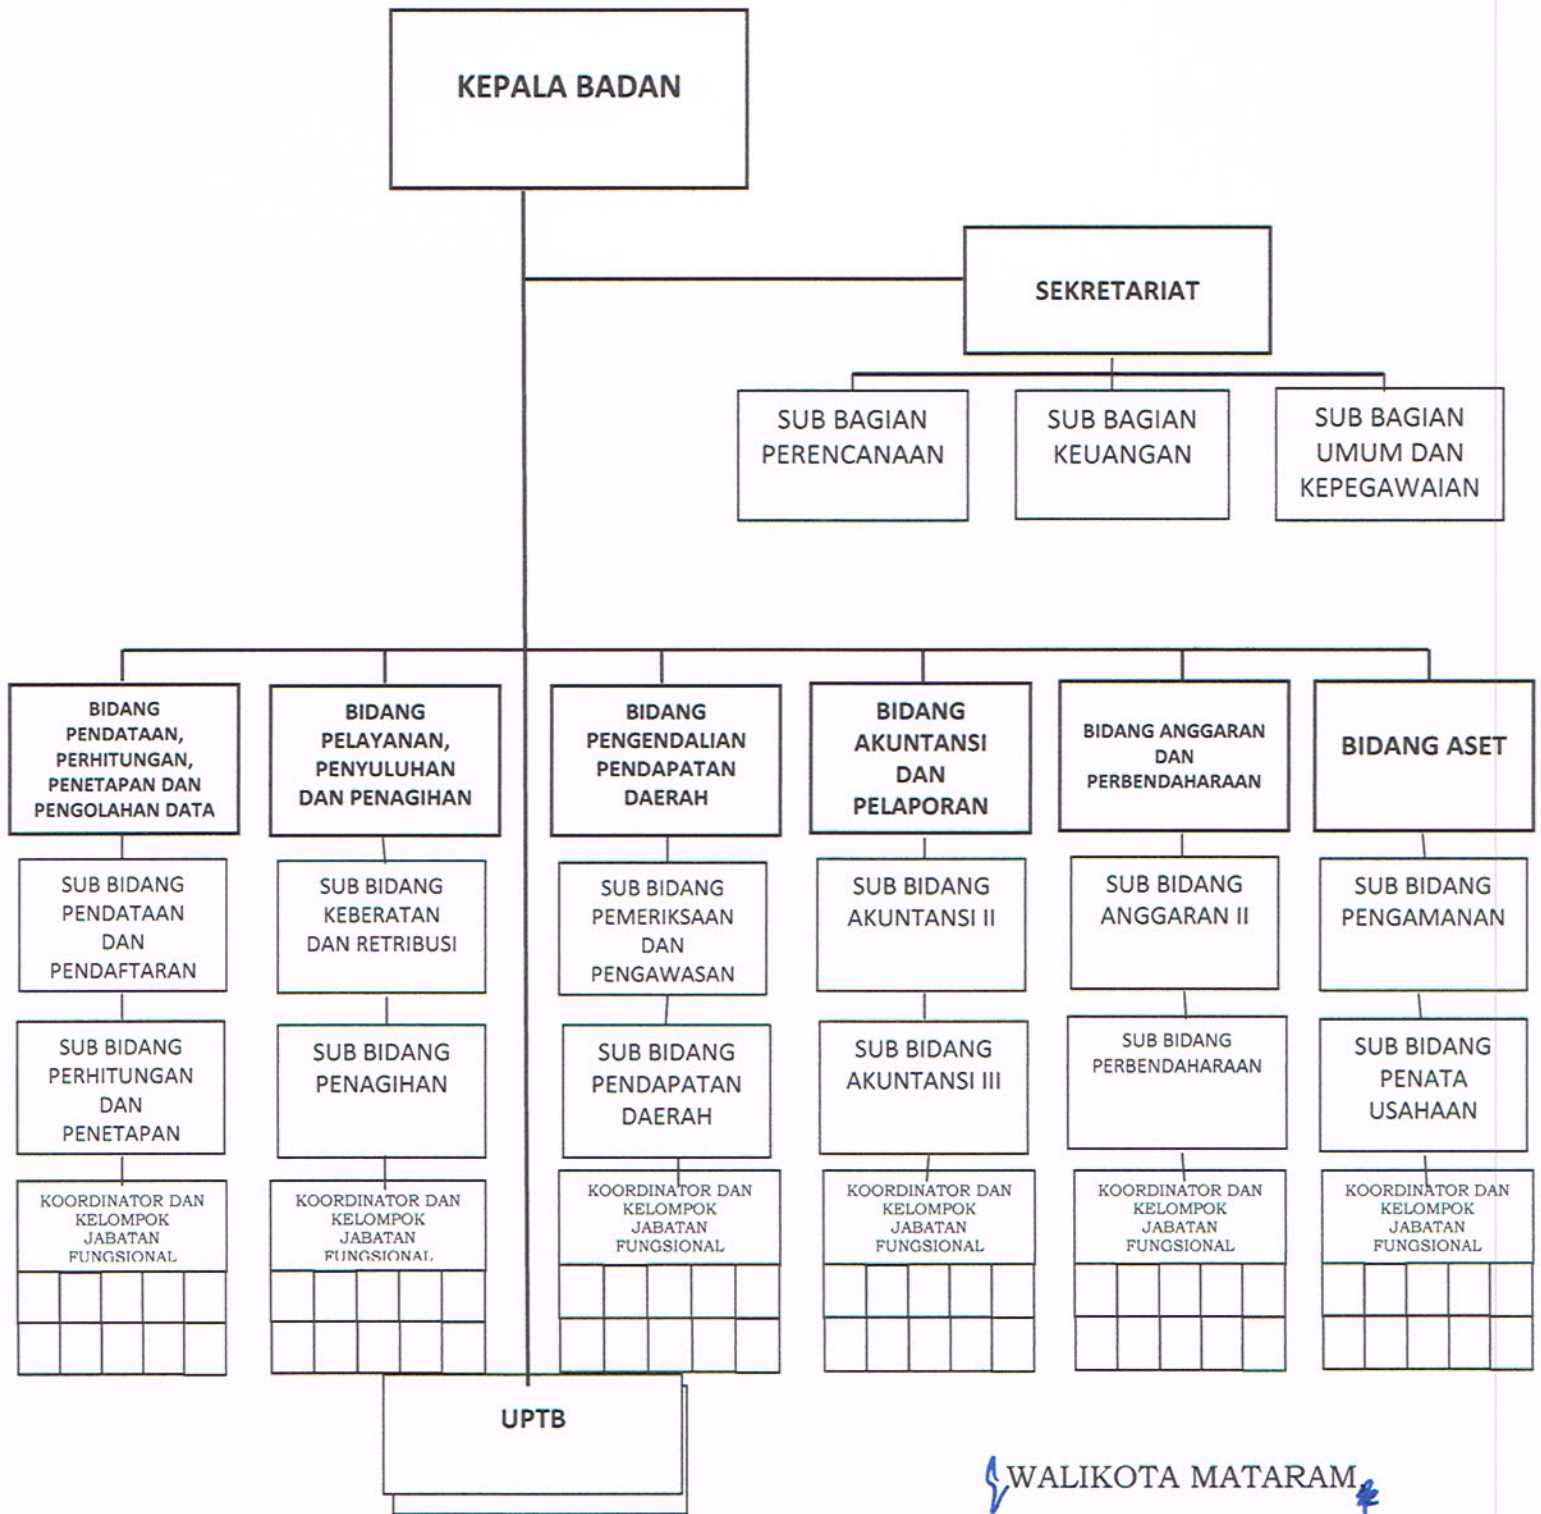 KEPALA BADAN
SEKRETARIAT
SUB BAGIAN
PERENCANAAN
SUB BAGIAN
KEUANGAN
SUB BAGIAN
UMUM DAN
KEPEGAWAIAN
BIDANG
PENDATAAN,
PERHITUNGAN,
PENETAPAN DAN
PENGOLAHAN DATA
BIDANG
PELAYANAN,
PENYULUHAN
DAN PENAGIHAN
BIDANG
PENGENDALIAN
PENDAPATAN
DAERAH
BIDANG
AKUNTANSI
DAN
PELAPORAN
BIDANG ANGGARAN
DAN
PERBENDAHARAAN
BIDANG ASET
SUB BIDANG
PENDATAAN
DAN
PENDAFTARAN
SUB BIDANG
KEBERATAN
DAN RETRIBUSI
SUB BIDANG
PEMERIKSAAN
DAN
PENGAWASAN
SUB BIDANG
AKUNTANSI II
SUB BIDANG
ANGGARAN II
SUB BIDANG
PENGAMANAN
SUB BIDANG
PERHITUNGAN
DAN
PENETAPAN
SUB BIDANG
PENAGIHAN
SUB BIDANG
PENDAPATAN
DAERAH
SUB BIDANG
AKUNTANSI III
SUB BIDANG
PERBENDAHARAAN
SUB BIDANG
PENATA
USAHAAN
KOORDINATOR DAN
KELOMPOK
JABATAN
FUNGSIONAL
KOORDINATOR DAN
KELOMPOK
JABATAN
FUNGSIONAL
KOORDINATOR DAN
KELOMPOK
JABATAN
FUNGSIONAL
KOORDINATOR DAN
KELOMPOK
JABATAN
FUNGSIONAL
KOORDINATOR DAN
KELOMPOK
JABATAN
FUNGSIONAL
KOORDINATOR DAN
KELOMPOK
JABATAN
FUNGSIONAL
UPTB
WALIKOTA MATARAM,